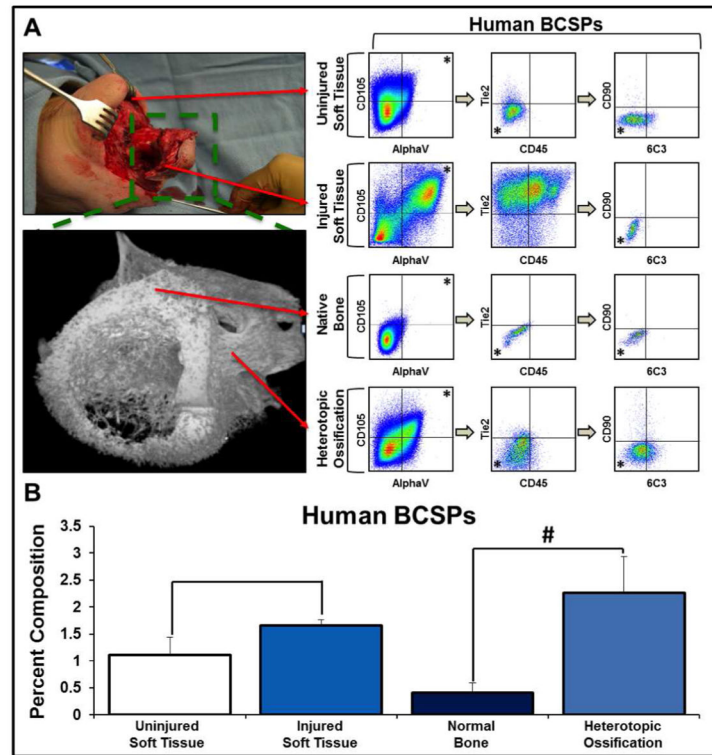 A
Human BCSPs
Uninjured
Soft Tissue
CD105
*
AlphaV
Tie2
*
CD45
CD90
*
6C3
Injured
Soft Tissue
CD105
*
AlphaV
Tie2
CD45
CD90
*
6C3
Native
Bone
CD105
*
AlphaV
Tie2
*
CD45
CD90
*
6C3
Heterotopic
Ossification
CD105
*
AlphaV
Tie2
*
CD45
CD90
*
6C3
B
Human BCSPs
Percent Composition
3.5
3
2.5
2
1.5
1
0.5
0
#
Uninjured
Soft Tissue
Injured
Soft Tissue
Normal
Bone
Heterotopic
Ossification